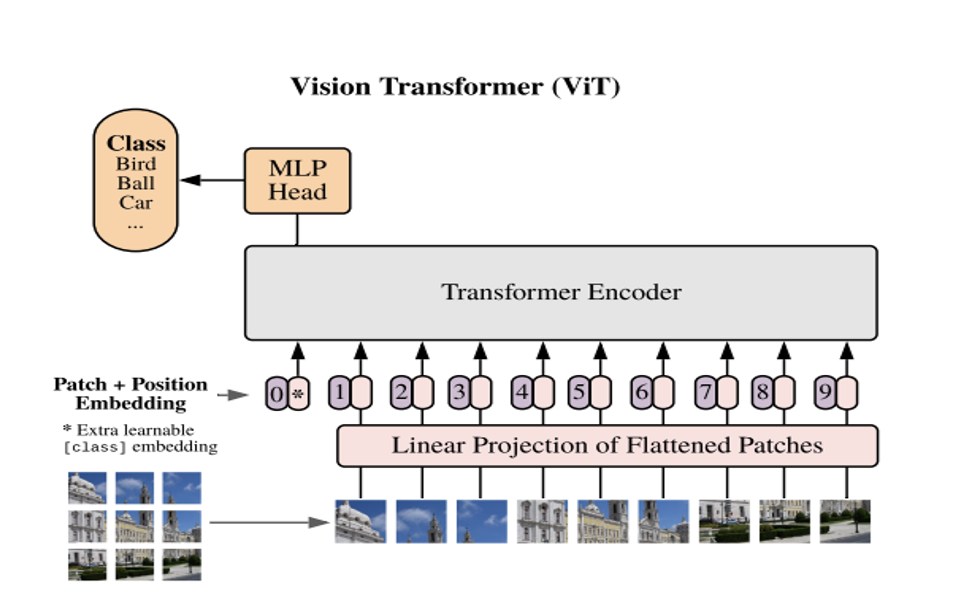 Vision Transformer (ViT)
Class
Bird
Ball
Car
...
MLP
Head
Transformer Encoder
Patch + Position
Embedding
0 * 1 2 3 4 5 6 7 8 9
* Extra learnable
[class] embedding
Linear Projection of Flattened Patches